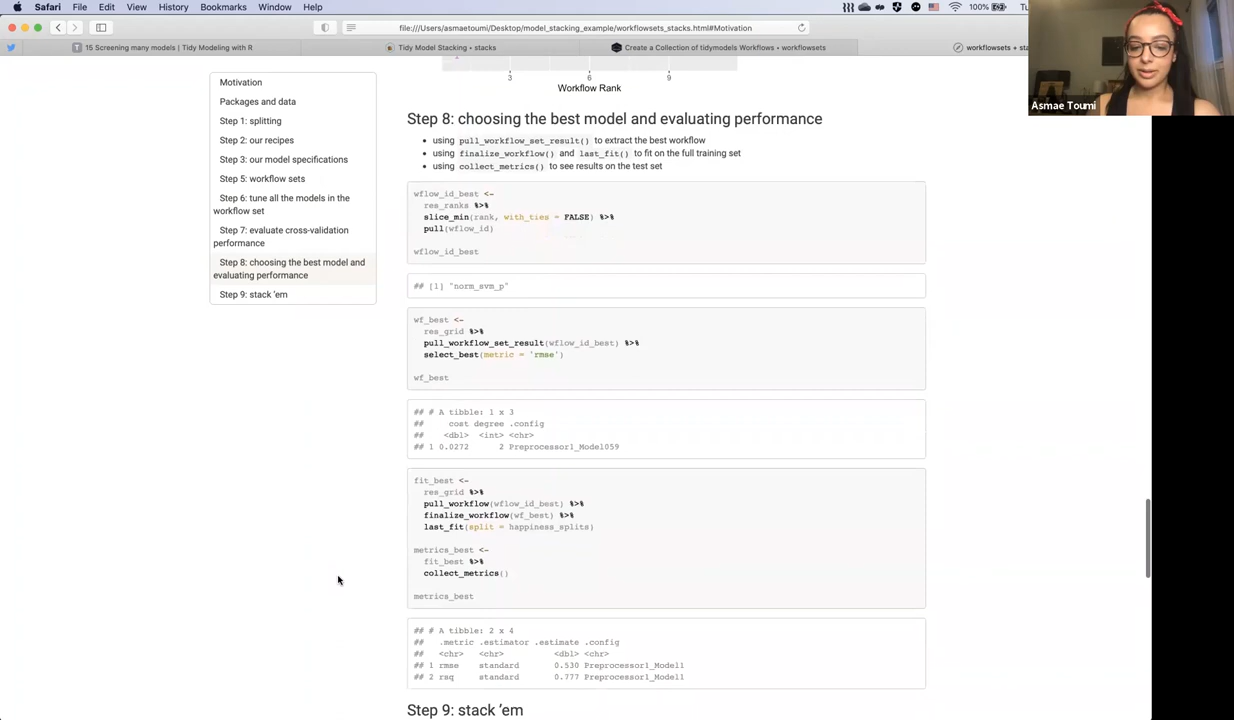 Safari File Edit View History Bookmarks Window Help
100%
Tu
file:///Users/asmaetoumi/Desktop/model_stacking_example/workflowsets_stacks.html#Motivation
15 Screening many models | Tidy Modeling with R
Tidy Model Stacking • stacks
Create a Collection of tidymodels Workflows • workflowsets
workflowsets + sta
Asmae Toumi
Motivation
Packages and data
Step 1: splitting
Step 2: our recipes
Step 3: our model specifications
Step 5: workflow sets
Step 6: tune all the models in the
workflow set
Step 7: evaluate cross-validation
performance
Step 8: choosing the best model and
evaluating performance
Step 9: stack 'em
3 6 9
Workflow Rank
Step 8: choosing the best model and evaluating performance
• using pull_workflow_set_result() to extract the best workflow
• using finalize_workflow() and last_fit() to fit on the full training set
• using collect_metrics() to see results on the test set
wflow_id_best <-
res_ranks %>%
slice_min(rank, with_ties = FALSE) %>%
pull(wflow_id)
wflow_id_best
## [1] "norm_svm_p"
wf_best <-
res_grid %>%
pull_workflow_set_result(wflow_id_best) %>%
select_best(metric = 'rmse')
wf_best
## # A tibble: 1 x 3
## cost degree .config
## <dbl> <int> <chr>
## 1 0.0272 2 Preprocessor1_Model059
fit_best <-
res_grid %>%
pull_workflow(wflow_id_best) %>%
finalize_workflow(wf_best) %>%
last_fit(split = happiness_splits)
metrics_best <-
fit_best %>%
collect_metrics()
metrics_best
## # A tibble: 2 x 4
## .metric .estimator .estimate .config
## <chr> <chr> <dbl> <chr>
## 1 rmse standard 0.530 Preprocessor1_Model1
## 2 rsq standard 0.777 Preprocessor1_Model1
Step 9: stack 'em